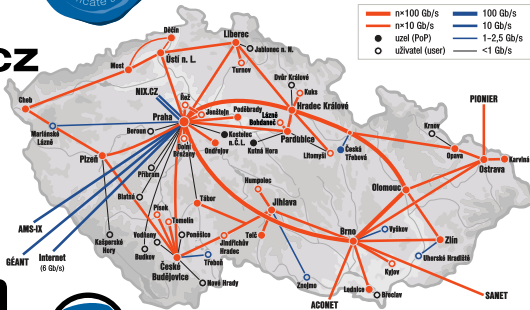 icate s
CZ
n×100 Gb/s
n×10 Gb/s
uzel (PoP)
uživatel (user)
100 Gb/s
10 Gb/s
1–2,5 Gb/s
<1 Gb/s
Děčín
Liberec
Jablonec n. N.
Ústí n. L.
Most
Turnov
Dvůr Králové
Kuks
Cheb
NIX.CZ
Řež
Jenštejn
Poděbrady
Hradec Králové
PIONIER
Praha
Lázně
Bohdaneč
Mariánské
Lázně
Beroun
Kostelec
n.Č.L.
Kutná Hora
Pardubice
Krnov
Dolní
Břežany
Ondřejov
Litomyšl
Česká
Třebová
Opava
Karviná
Plzeň
Ostrava
Příbram
Humpolec
Olomouc
Blatná
Tábor
Jihlava
Písek
Temelín
AMS-IX
Vodňany
Poněšice
Jindřichův
Hradec
Telč
Brno
Vyškov
Zlín
Kašperské
Hory
Budkov
GÉANT
Internet
(6 Gb/s)
České
Budějovice
Třeboň
Uherské Hradiště
Kyjov
Nové Hrady
Znojmo
Lednice
Břeclav
SANET
ACONET